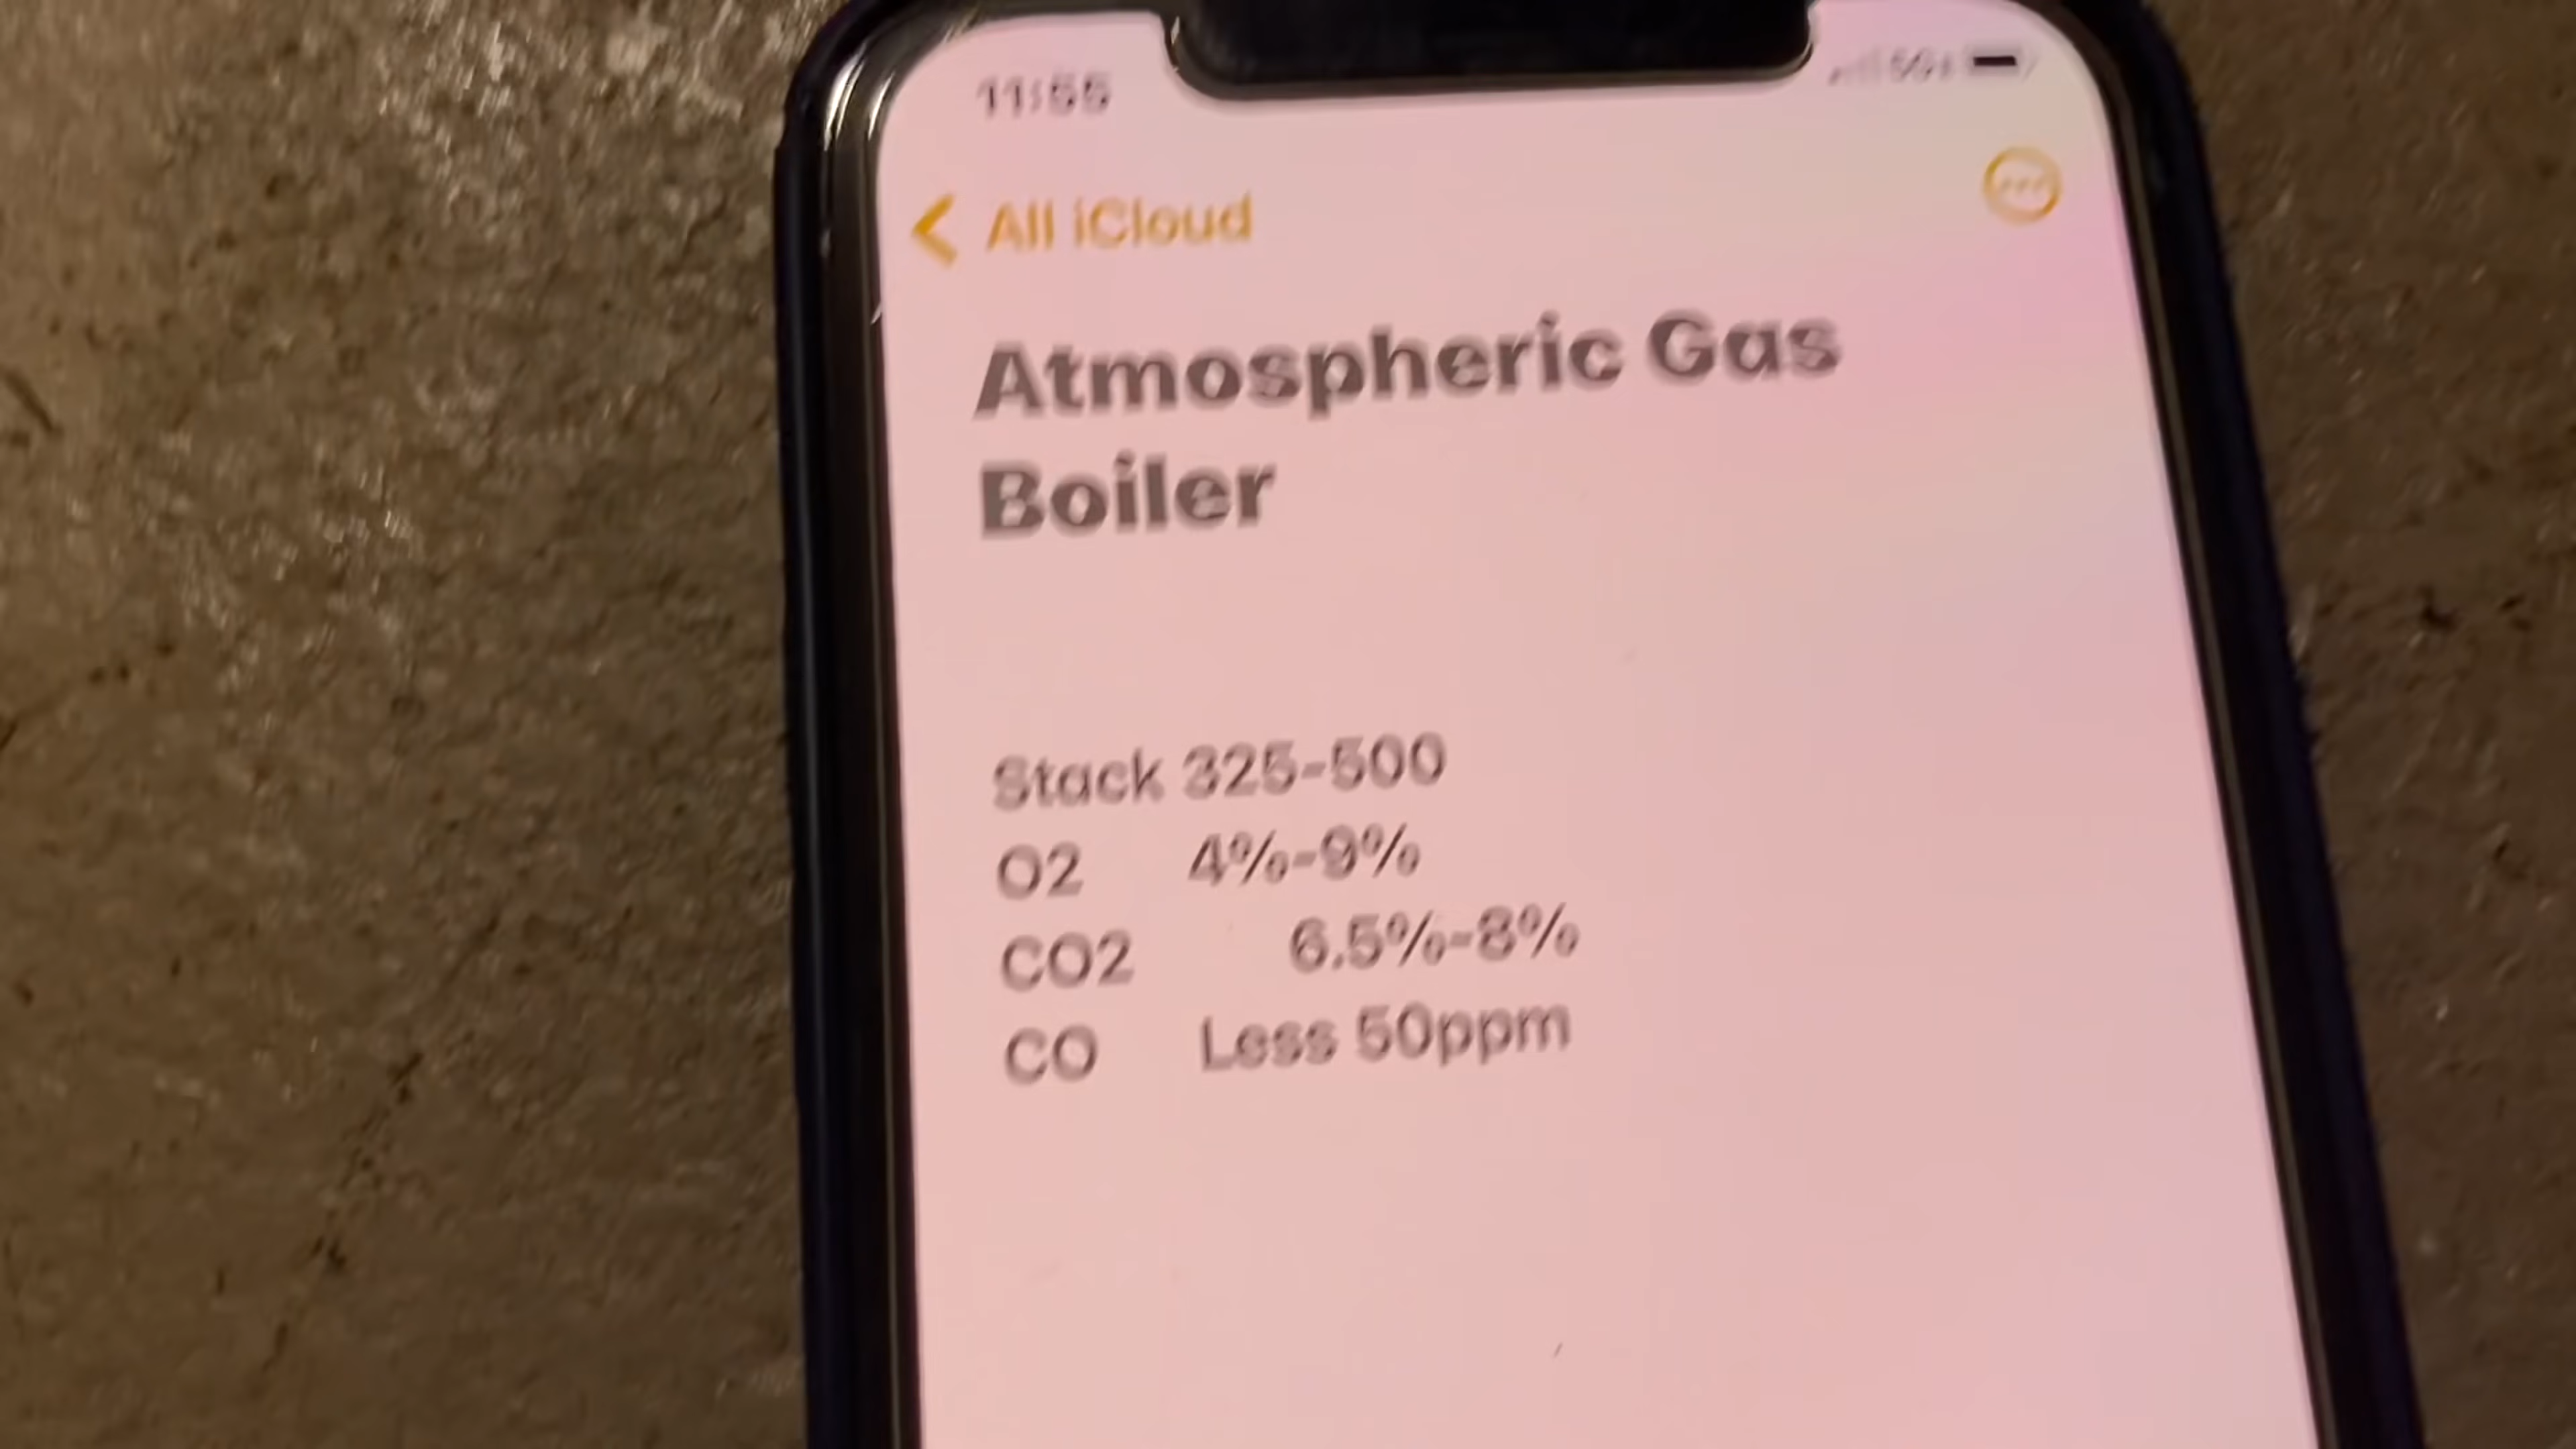 11:55
All iCloud
Atmospheric Gas
Boiler
Stack 325-500
O2 4%-9%
CO2 6.5%-8%
CO Less 50ppm